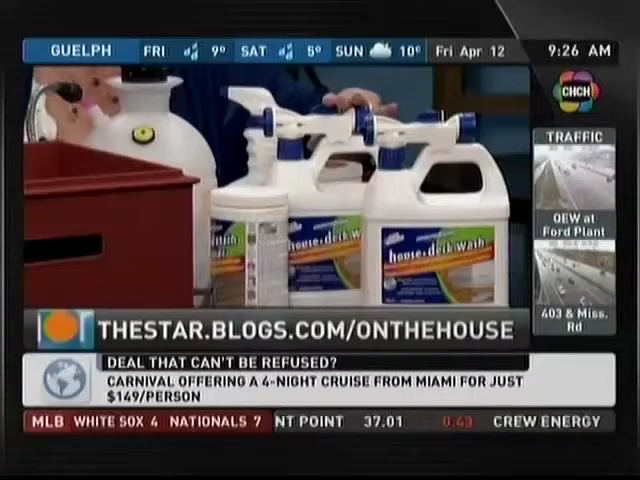 GUELPH FRI 9° SAT 5° SUN 10° Fri Apr 12 9:26 AM
CHCH
TRAFFIC
QEW at
Ford Plant
403 & Miss.
Rd
house+deck wash
house+deck wash
THESTAR.BLOGS.COM/ONTHEHOUSE
DEAL THAT CAN'T BE REFUSED?
CARNIVAL OFFERING A 4-NIGHT CRUISE FROM MIAMI FOR JUST
$149/PERSON
MLB WHITE SOX 4 NATIONALS 7 NT POINT 37.01 0.43 CREW ENERGY